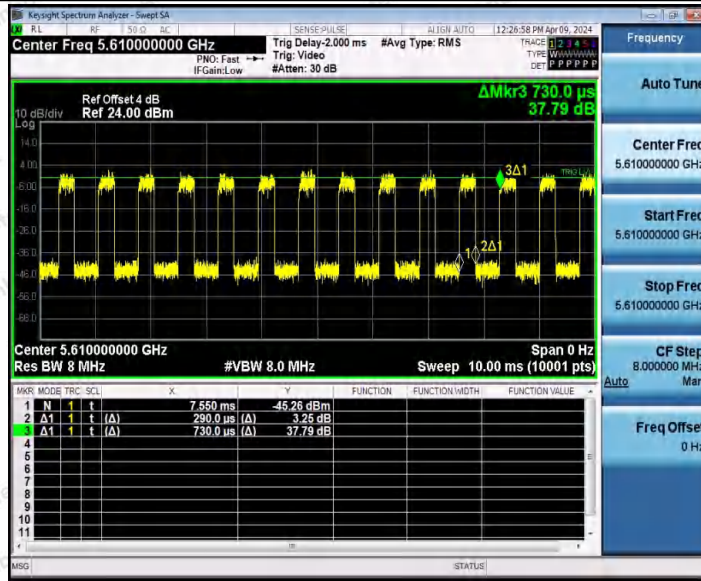 Keysight Spectrum Analyzer - Swept SA
RL RF 50 Ω AC SENSE:PULSE ALIGN AUTO 12:26:58 PM Apr 09, 2024
Center Freq 5.610000000 GHz
PNO: Fast
IFGain:Low
Trig Delay-2.000 ms
Trig: Video
#Atten: 30 dB
#Avg Type: RMS
TRACE 1 2 3 4 5 6
TYPE W
DET P P P P P P
Ref Offset 4 dB
Ref 24.00 dBm
10 dB/div
Log
ΔMkr3 730.0 µs
37.79 dB
14.0
4.00
-6.00
-16.0
-26.0
-36.0
-46.0
-56.0
-66.0
3Δ1
1
2Δ1
Center 5.610000000 GHz
Span 0 Hz
Res BW 8 MHz
#VBW 8.0 MHz
Sweep 10.00 ms (10001 pts)
MKR MODE TRC SCL X Y FUNCTION FUNCTION WIDTH FUNCTION VALUE
1 N 1 t 7.550 ms -45.26 dBm
2 Δ1 1 t (Δ) 290.0 µs (Δ) 3.25 dB
3 Δ1 1 t (Δ) 730.0 µs (Δ) 37.79 dB
4
5
6
7
8
9
10
11
MSG
STATUS
Frequency
Auto Tune
Center Freq
5.610000000 GHz
Start Freq
5.610000000 GHz
Stop Freq
5.610000000 GHz
CF Step
8.000000 MHz
Auto Man
Freq Offset
0 Hz